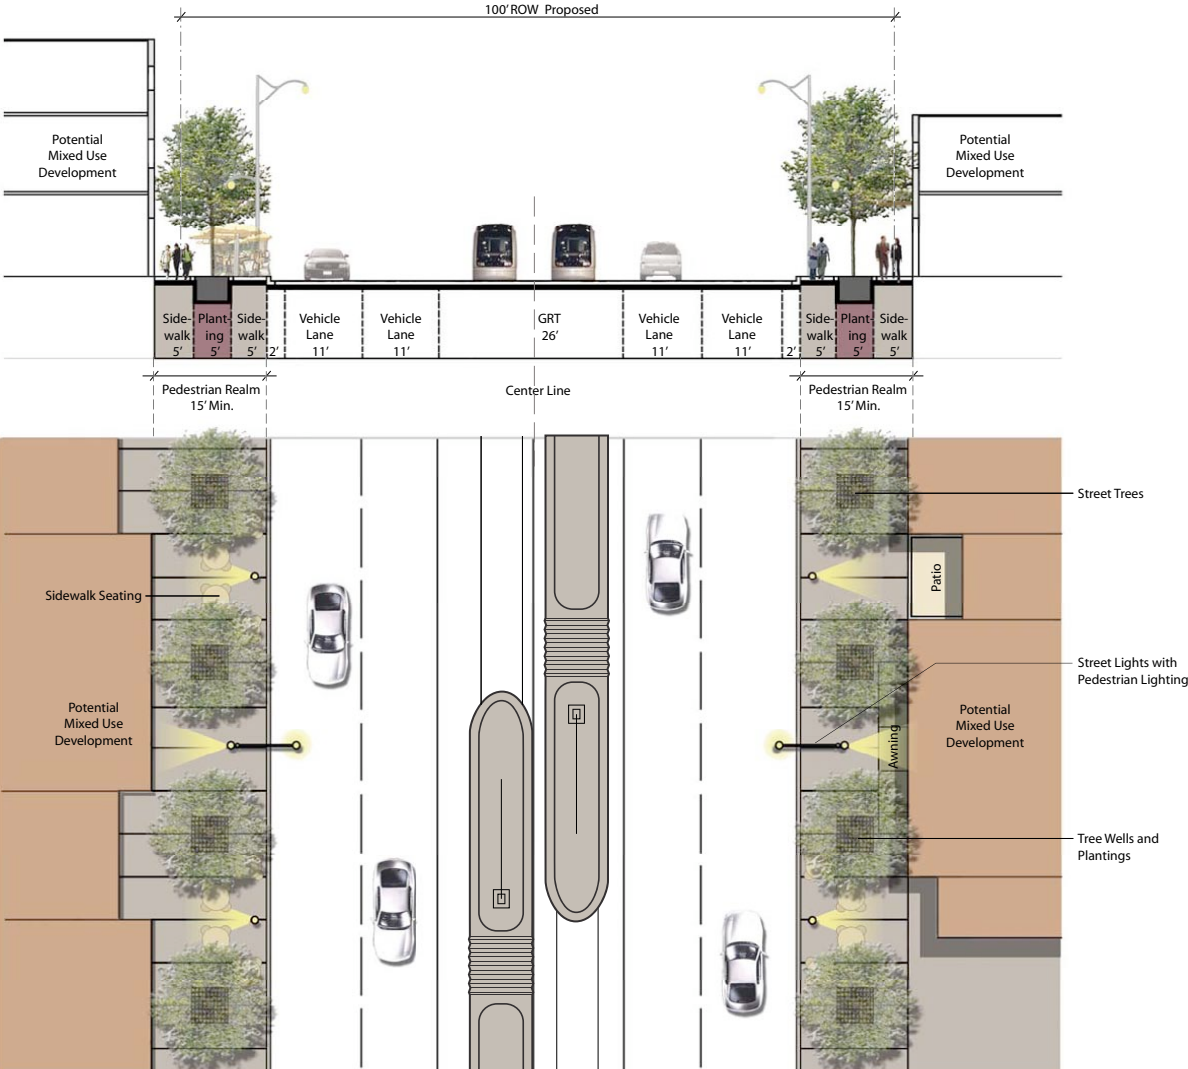 100' ROW Proposed
Potential
Mixed Use
Development
Potential
Mixed Use
Development
Side-
walk
5'
Plant-
ing
5'
Side-
walk
5'
2'
Vehicle
Lane
11'
Vehicle
Lane
11'
GRT
26'
Vehicle
Lane
11'
Vehicle
Lane
11'
2'
Side-
walk
5'
Plant-
ing
5'
Side-
walk
5'
Pedestrian Realm
15' Min.
Center Line
Pedestrian Realm
15' Min.
Street Trees
Patio
Sidewalk Seating
Street Lights with
Pedestrian Lighting
Potential
Mixed Use
Development
Awning
Potential
Mixed Use
Development
Tree Wells and
Plantings